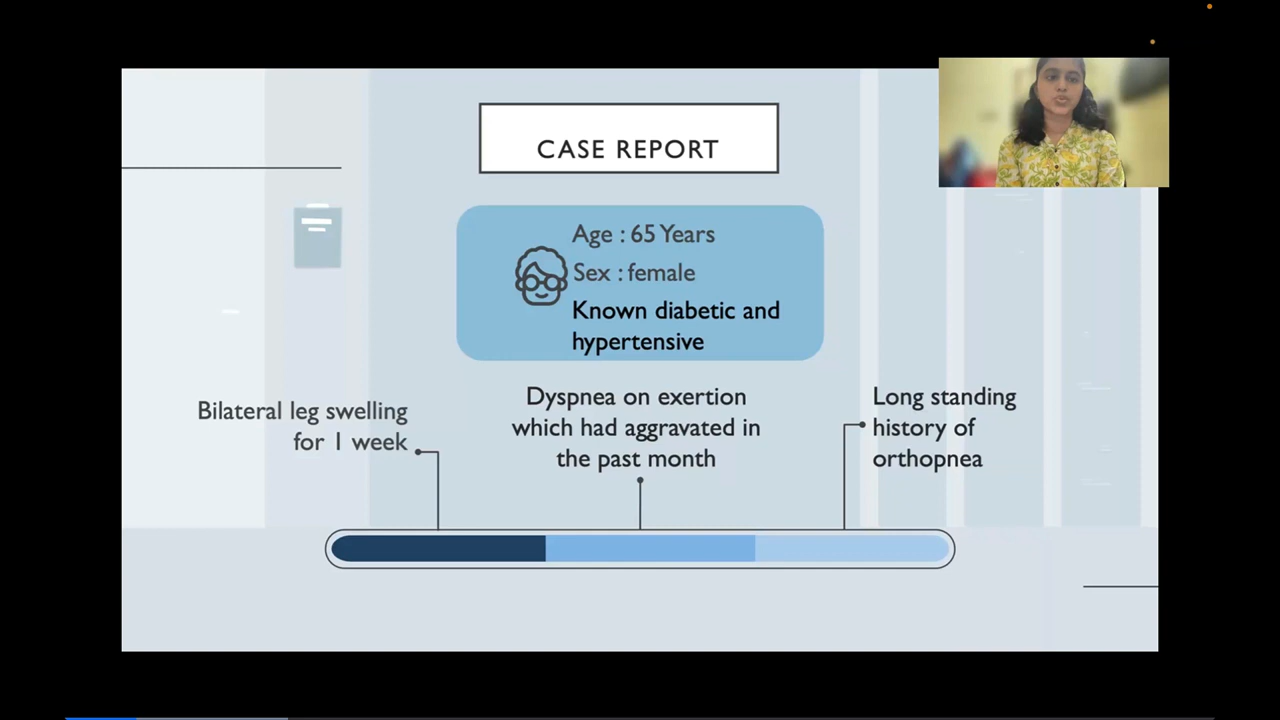 CASE REPORT
Age : 65 Years
Sex : female
Known diabetic and
hypertensive
Bilateral leg swelling
for 1 week
Dyspnea on exertion
which had aggravated in
the past month
Long standing
history of
orthopnea